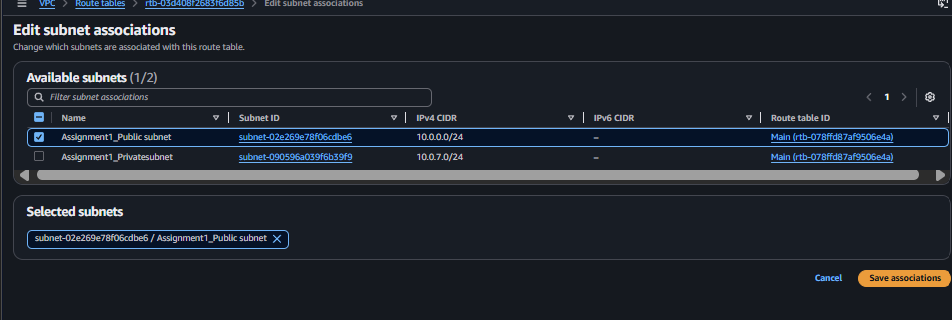 VPC > Route tables > rtb-03d408f2683f6d85b > Edit subnet associations
Edit subnet associations
Change which subnets are associated with this route table.
Available subnets (1/2)
Filter subnet associations
1
Name Subnet ID IPv4 CIDR IPv6 CIDR Route table ID
Assignment1_Public subnet subnet-02e269e78f06cdbe6 10.0.0.0/24 – Main (rtb-078ffd87af9506e4a)
Assignment1_Privatesubnet subnet-090596a039f6b39f9 10.0.7.0/24 – Main (rtb-078ffd87af9506e4a)
Selected subnets
subnet-02e269e78f06cdbe6 / Assignment1_Public subnet
Cancel Save associations